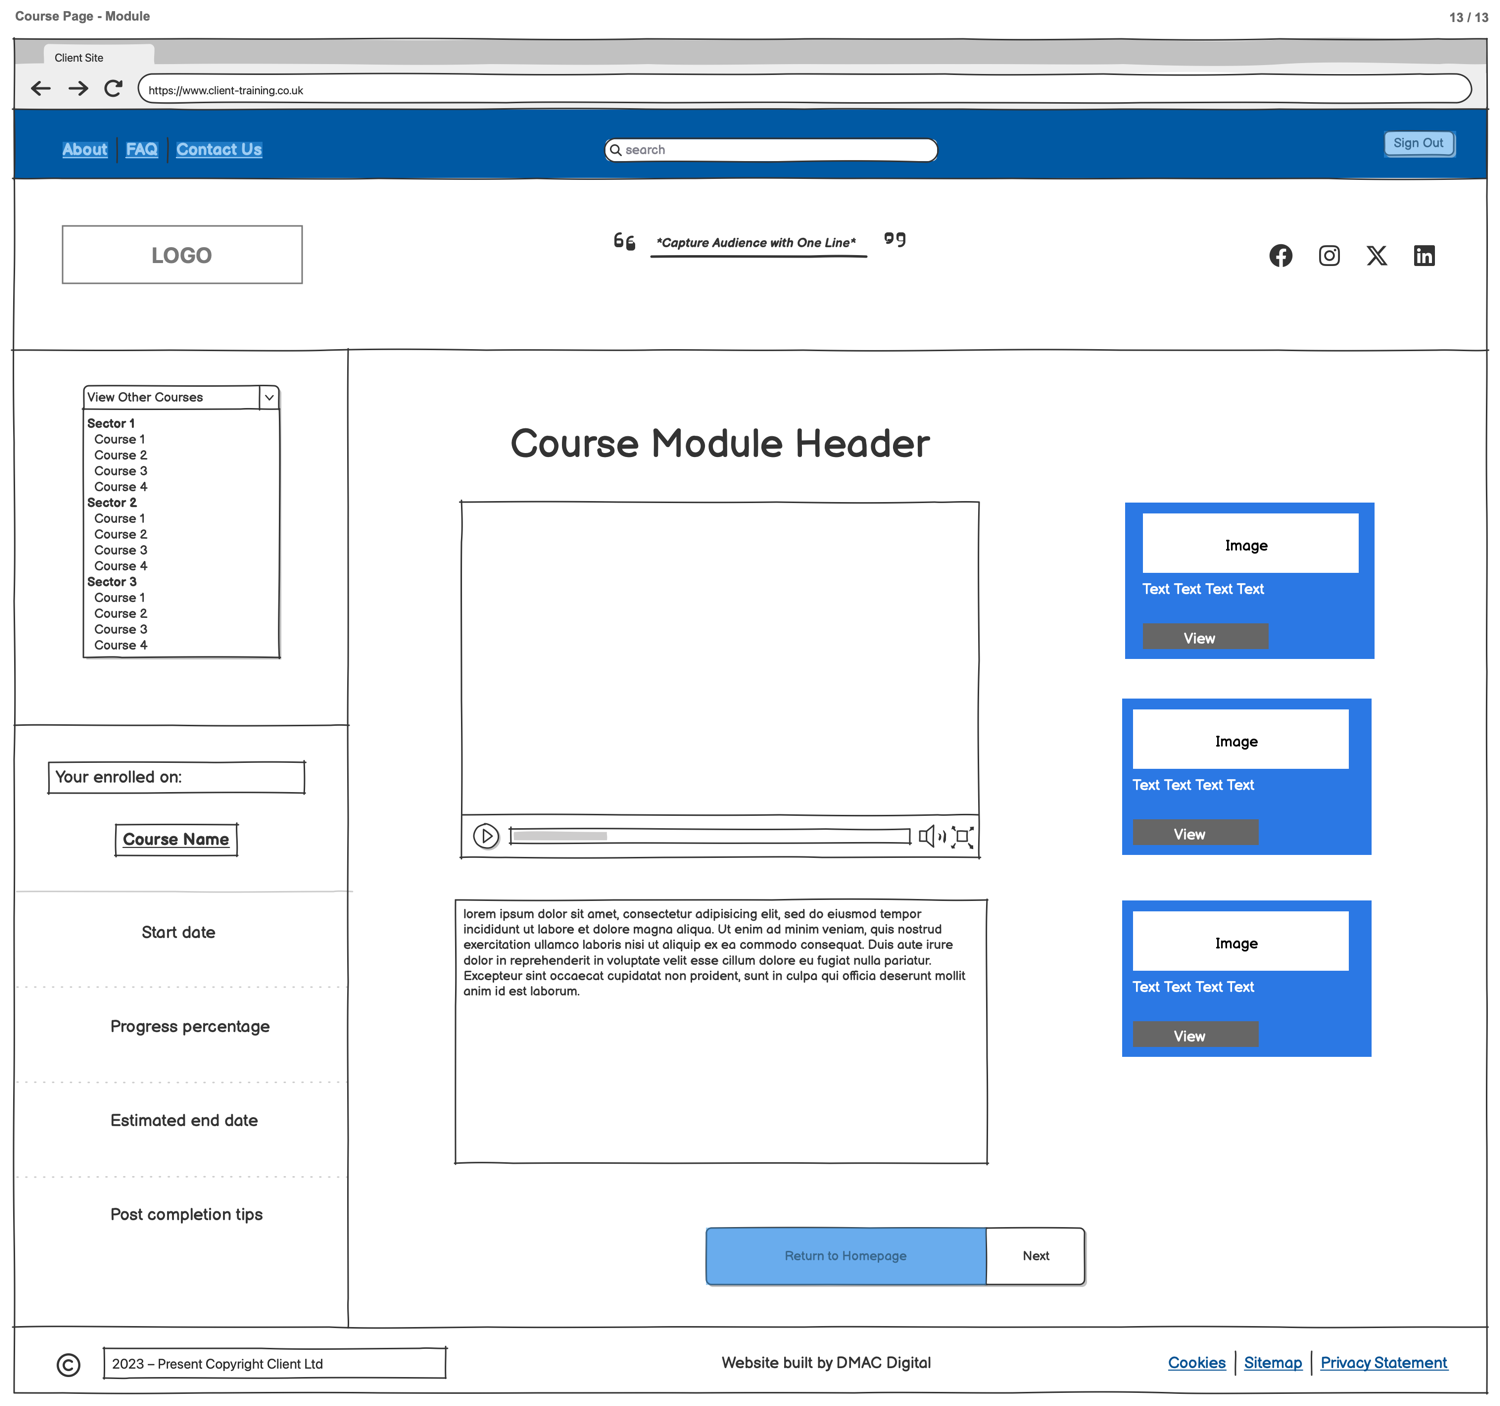 Course Page - Module
13 / 13
Client Site
https://www.client-training.co.uk
About
FAQ
Contact Us
search
Sign Out
LOGO
*Capture Audience with One Line*
View Other Courses
Sector 1
Course 1
Course 2
Course 3
Course 4
Sector 2
Course 1
Course 2
Course 3
Course 4
Sector 3
Course 1
Course 2
Course 3
Course 4
Your enrolled on:
Course Name
Start date
Progress percentage
Estimated end date
Post completion tips
Course Module Header
lorem ipsum dolor sit amet, consectetur adipisicing elit, sed do eiusmod tempor
incididunt ut labore et dolore magna aliqua. Ut enim ad minim veniam, quis nostrud
exercitation ullamco laboris nisi ut aliquip ex ea commodo consequat. Duis aute irure
dolor in reprehenderit in voluptate velit esse cillum dolore eu fugiat nulla pariatur.
Excepteur sint occaecat cupidatat non proident, sunt in culpa qui officia deserunt mollit
anim id est laborum.
Image
Text Text Text Text
View
Image
Text Text Text Text
View
Image
Text Text Text Text
View
Return to Homepage
Next
© 2023 – Present Copyright Client Ltd
Website built by DMAC Digital
Cookies
Sitemap
Privacy Statement